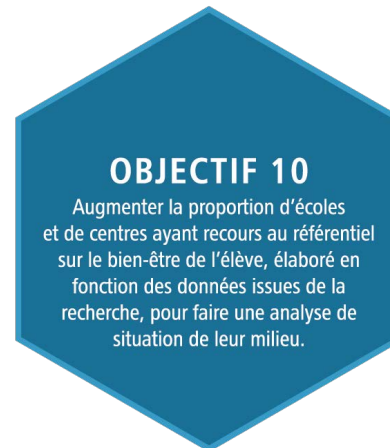 OBJECTIF 10
Augmenter la proportion d'écoles
et de centres ayant recours au référentiel
sur le bien-être de l'élève, élaboré en
fonction des données issues de la
recherche, pour faire une analyse de
situation de leur milieu.